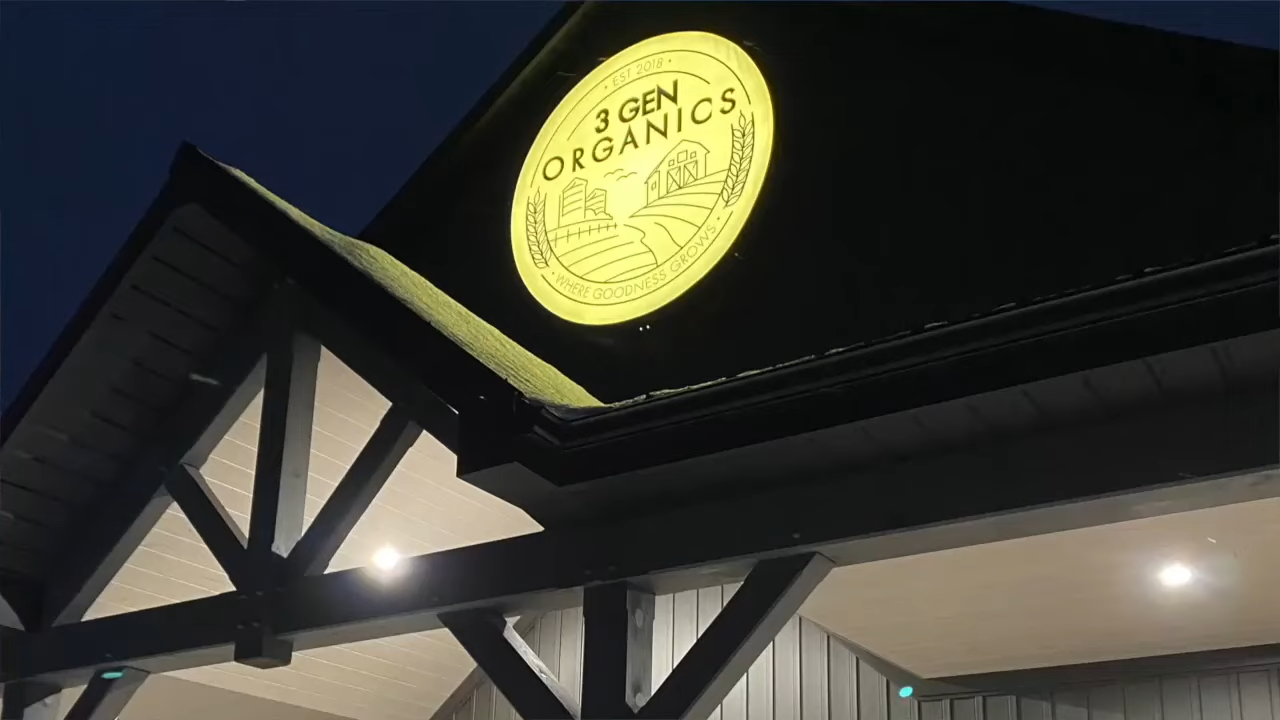 · EST 2018 ·
3 GEN
ORGANICS
· WHERE GOODNESS GROWS ·